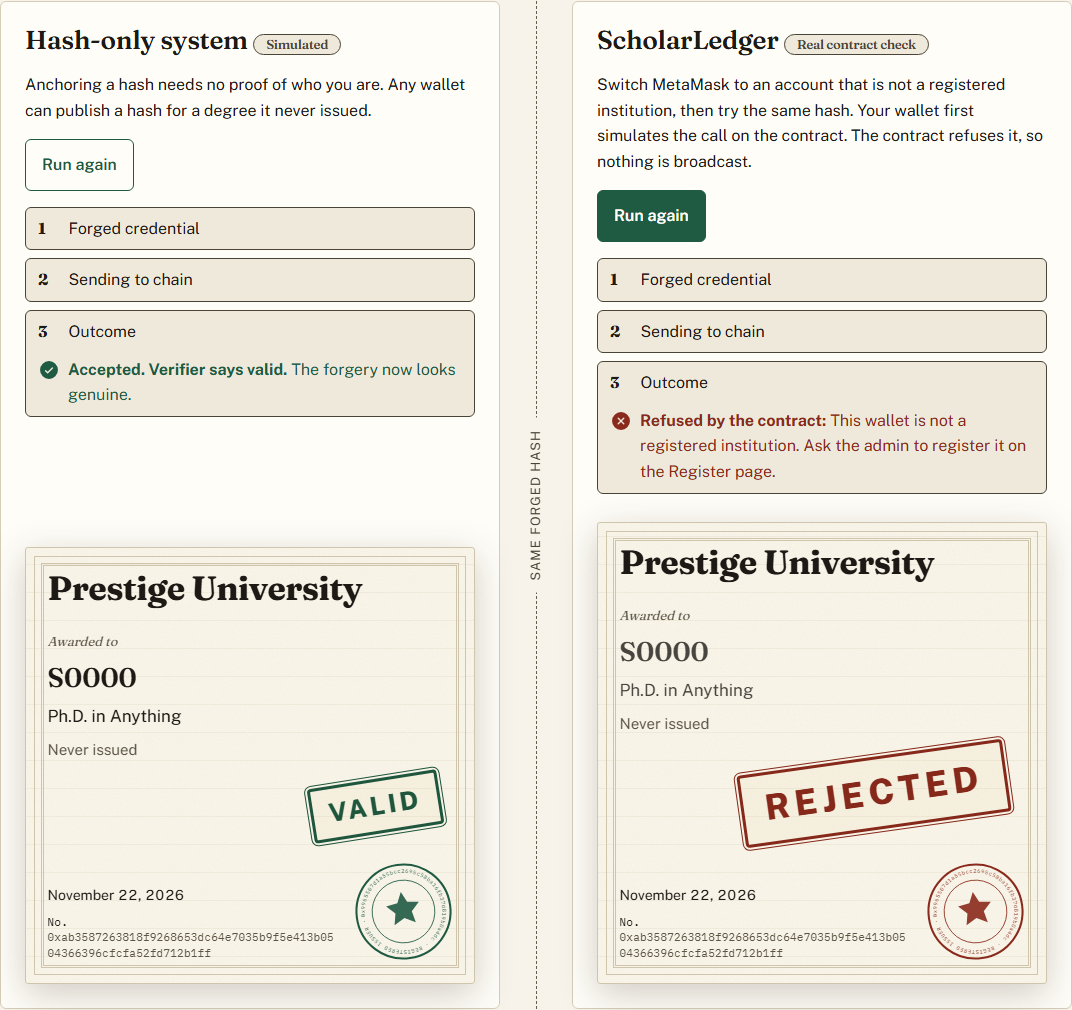 Hash-only system Simulated
Anchoring a hash needs no proof of who you are. Any wallet
can publish a hash for a degree it never issued.
Run again
1 Forged credential
2 Sending to chain
3 Outcome
Accepted. Verifier says valid. The forgery now looks
genuine.
Prestige University
Awarded to
S0000
Ph.D. in Anything
Never issued
VALID
November 22, 2026
No.
0xab3587263818f9268653dc64e7035b9f5e413b05
04366396cfcfa52fd712b1ff
SAME FORGED HASH
ScholarLedger Real contract check
Switch MetaMask to an account that is not a registered
institution, then try the same hash. Your wallet first
simulates the call on the contract. The contract refuses it, so
nothing is broadcast.
Run again
1 Forged credential
2 Sending to chain
3 Outcome
Refused by the contract: This wallet is not a
registered institution. Ask the admin to register it on
the Register page.
Prestige University
Awarded to
S0000
Ph.D. in Anything
Never issued
REJECTED
November 22, 2026
No.
0xab3587263818f9268653dc64e7035b9f5e413b05
04366396cfcfa52fd712b1ff